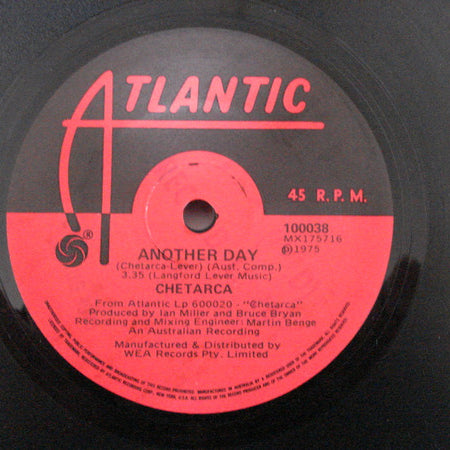 ATLANTIC
45 R.P.M.
100038
MX175716
Ⓟ1975
ANOTHER DAY
(Chetarca-Lever) (Aust. Comp.)
3.35 (Langford Lever Music)
CHETARCA
From Atlantic Lp 600020 - "Chetarca"
Produced by Ian Miller and Bruce Bryan
Recording and Mixing Engineer: Martin Benge
An Australian Recording
Manufactured & Distributed by
WEA Records Pty. Limited